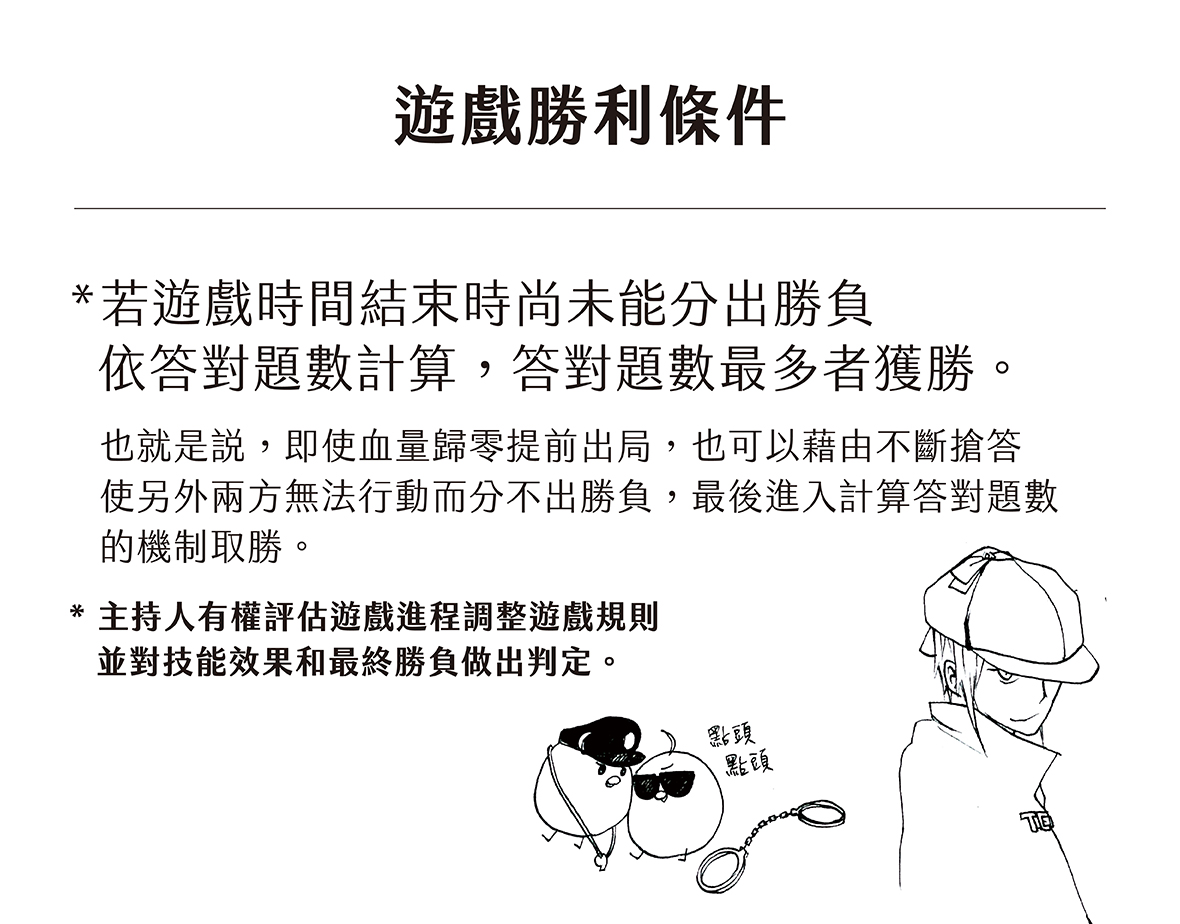 遊戲勝利條件
*若遊戲時間結束時尚未能分出勝負
依答對題數計算，答對題數最多者獲勝。
也就是說，即使血量歸零提前出局，也可以藉由不斷搶答
使另外兩方無法行動而分不出勝負，最後進入計算答對題數
的機制取勝。
* 主持人有權評估遊戲進程調整遊戲規則
並對技能效果和最終勝負做出判定。
點頭
點頭